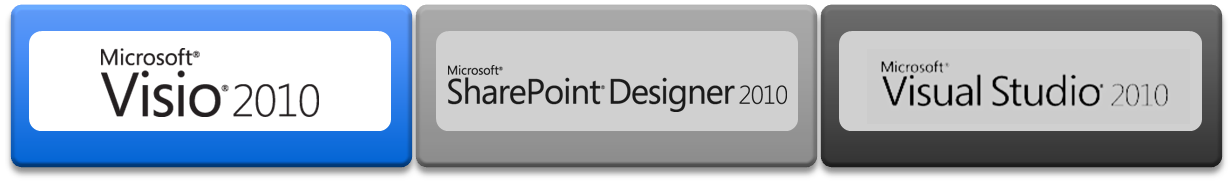 Microsoft®
Visio® 2010
Microsoft®
SharePoint® Designer 2010
Microsoft®
Visual Studio® 2010